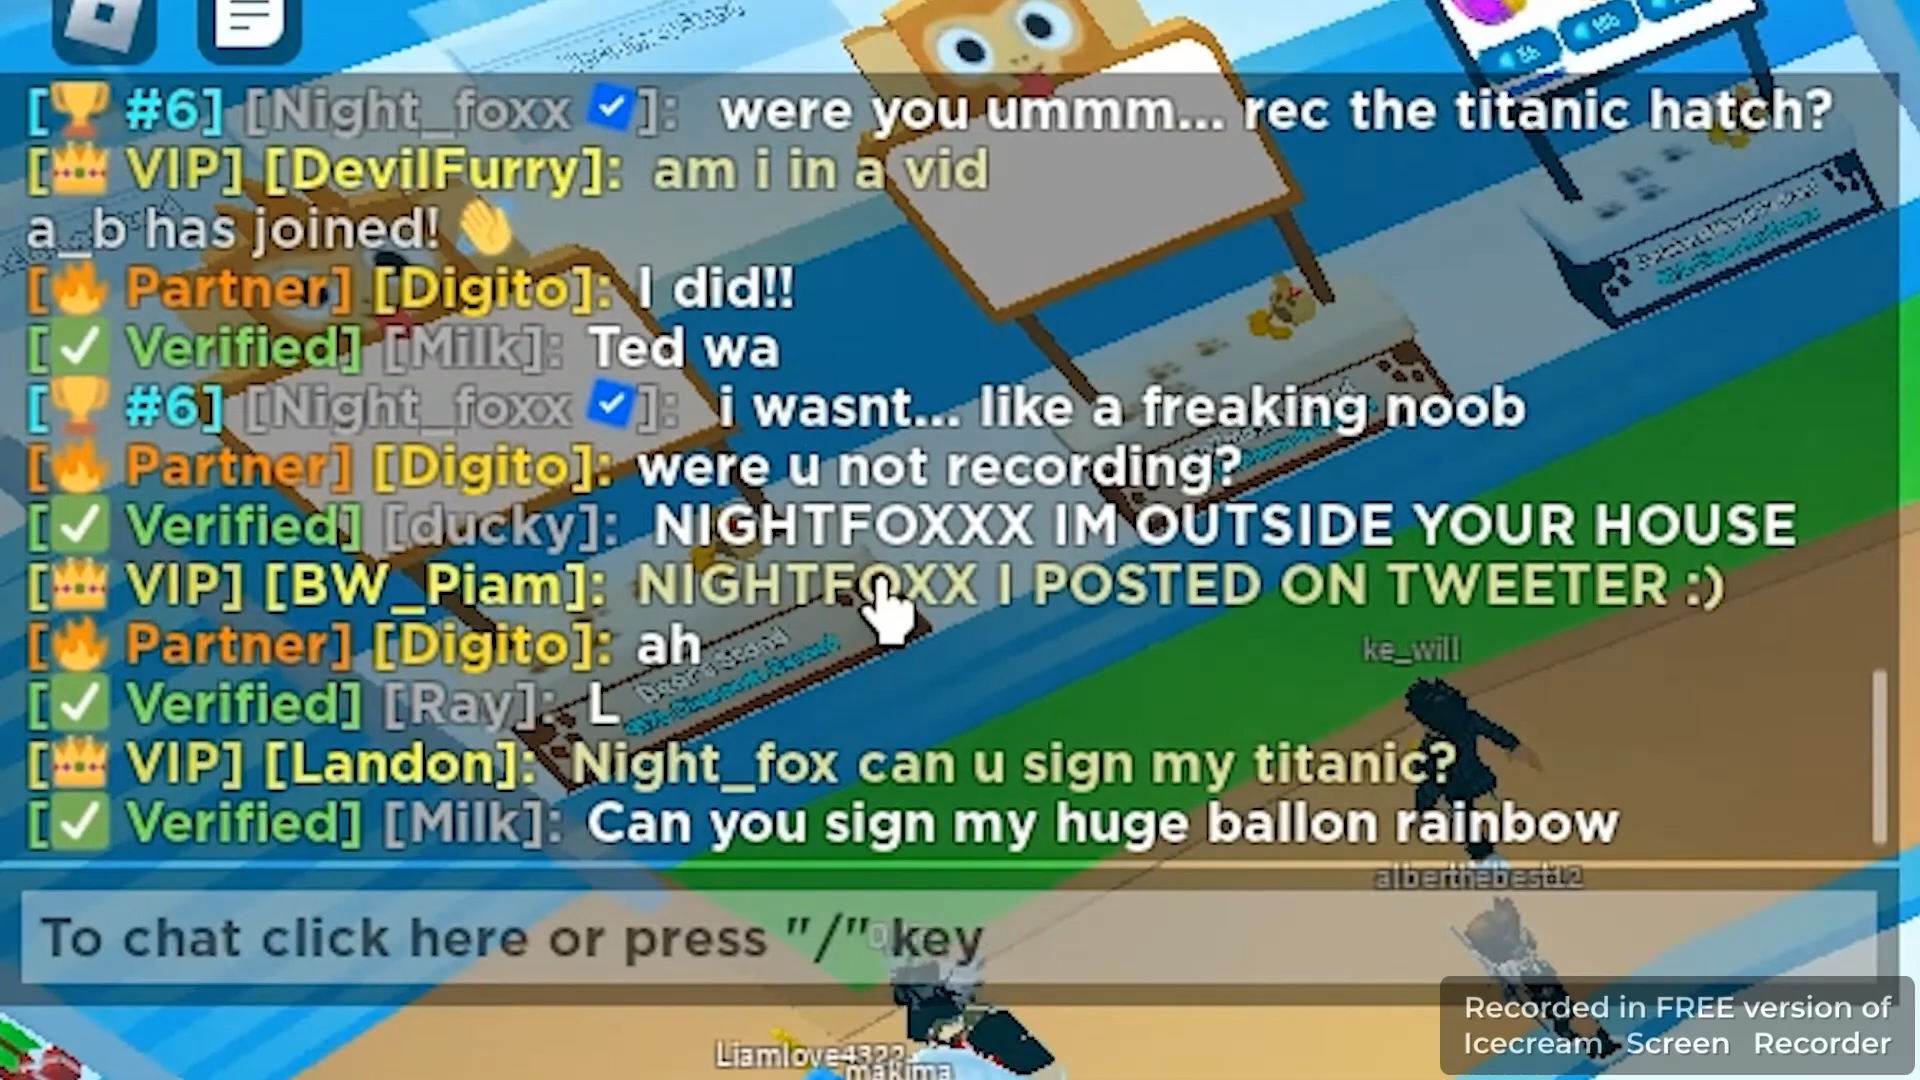 [🏆 #6] [Night_foxx ☑]: were you ummm... rec the titanic hatch?
[👑 VIP] [DevilFurry]: am i in a vid
a_b has joined! 👋
[🔥 Partner] [Digito]: I did!!
[✅ Verified] [Milk]: Ted wa
[🏆 #6] [Night_foxx ☑]: i wasnt... like a freaking noob
[🔥 Partner] [Digito]: were u not recording?
[✅ Verified] [ducky]: NIGHTFOXXX IM OUTSIDE YOUR HOUSE
[👑 VIP] [BW_Piam]: NIGHTFOXX I POSTED ON TWEETER :)
[🔥 Partner] [Digito]: ah
ke_will
[✅ Verified] [Ray]: L
[👑 VIP] [Landon]: Night_fox can u sign my titanic?
[✅ Verified] [Milk]: Can you sign my huge ballon rainbow
alberthebest12
To chat click here or press "/" key
Recorded in FREE version of
Icecream Screen Recorder
Liamlove4322
makima